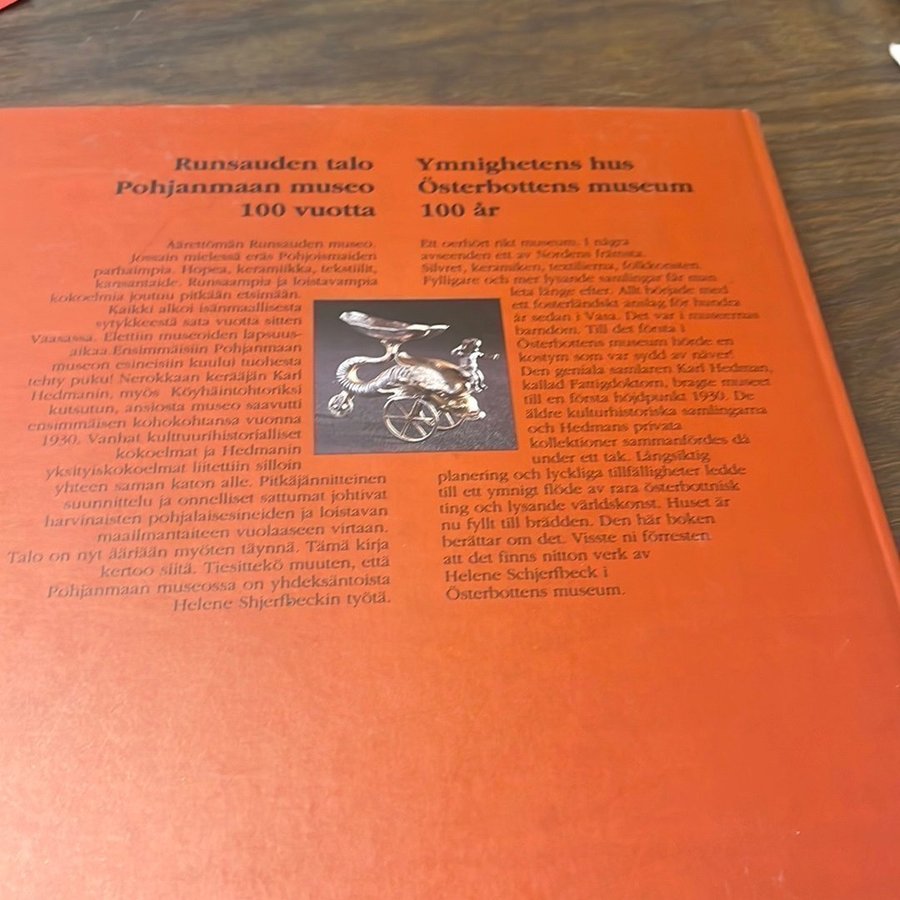 Runsauden talo
Pohjanmaan museo
100 vuotta
Äärettömän Runsauden museo.
Jossain mielessä eräs Pohjoismaiden
parhaimpia. Hopea, keramiikka, tekstiilit,
kansantaide. Runsaampia ja loistavampia
kokoelmia joutuu pitkään etsimään.
Kaikki alkoi isänmaallisesta
sytykkeestä sata vuotta sitten
Vaasassa. Elettiin museoiden lapsuus-
aikaa.Ensimmäisiin Pohjanmaan
museon esineisiin kuului tuohesta
tehty puku! Nerokkaan kerääjän Karl
Hedmanin, myös Köyhäintohtoriksi
kutsutun, ansiosta museo saavutti
ensimmäisen kohokohtansa vuonna
1930. Vanhat kulttuurihistorialliset
kokoelmat ja Hedmanin
yksityiskokoelmat liitettiin silloin
yhteen saman katon alle. Pitkäjännitteinen
suunnittelu ja onnelliset sattumat johtivat
harvinaisten pohjalaisesineiden ja loistavan
maailmantaiteen vuolaaseen virtaan.
Talo on nyt ääriään myöten täynnä. Tämä kirja
kertoo siitä. Tiesittekö muuten, että
Pohjanmaan museossa on yhdeksäntoista
Helene Shjerfbeckin työtä.
Ymnighetens hus
Österbottens museum
100 år
Ett oerhört rikt museum. I några
avseenden ett av Nordens främsta.
Silvret, keramiken, textilierna, folkkonsten.
Fylligare och mer lysande samlingar får man
leta länge efter. Allt började med
ett fosterländskt anslag för hundra
år sedan i Vasa. Det var i museernas
barndom. Till det första i
Österbottens museum hörde en
kostym som var sydd av näver!
Den geniala samlaren Karl Hedman,
kallad Fattigdoktorn, bragte museet
till en första höjdpunkt 1930. De
äldre kulturhistoriska samlingarna
och Hedmans privata
kollektioner sammanfördes då
under ett tak. Långsiktig
planering och lyckliga tillfälligheter ledde
till ett ymnigt flöde av rara österbottnisk
ting och lysande världskonst. Huset är
nu fyllt till brädden. Den här boken
berättar om det. Visste ni förresten
att det finns nitton verk av
Helene Schjerfbeck i
Österbottens museum.